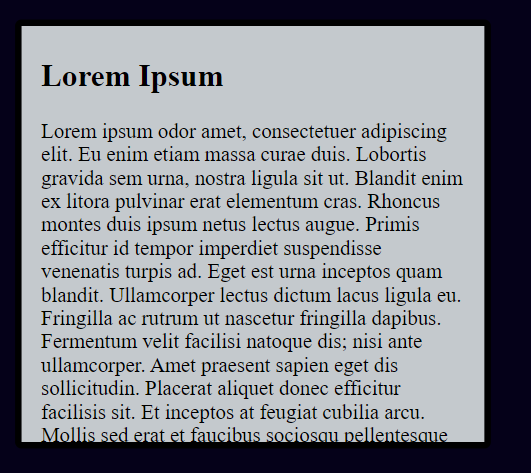 Lorem Ipsum
Lorem ipsum odor amet, consectetuer adipiscing
elit. Eu enim etiam massa curae duis. Lobortis
gravida sem urna, nostra ligula sit ut. Blandit enim
ex litora pulvinar erat elementum cras. Rhoncus
montes duis ipsum netus lectus augue. Primis
efficitur id tempor imperdiet suspendisse
venenatis turpis ad. Eget est urna inceptos quam
blandit. Ullamcorper lectus dictum lacus ligula eu.
Fringilla ac rutrum ut nascetur fringilla dapibus.
Fermentum velit facilisi natoque dis; nisi ante
ullamcorper. Amet praesent sapien eget dis
sollicitudin. Placerat aliquet donec efficitur
facilisis sit. Et inceptos at feugiat cubilia arcu.
Mollis sed erat et faucibus sociosqu pellentesque